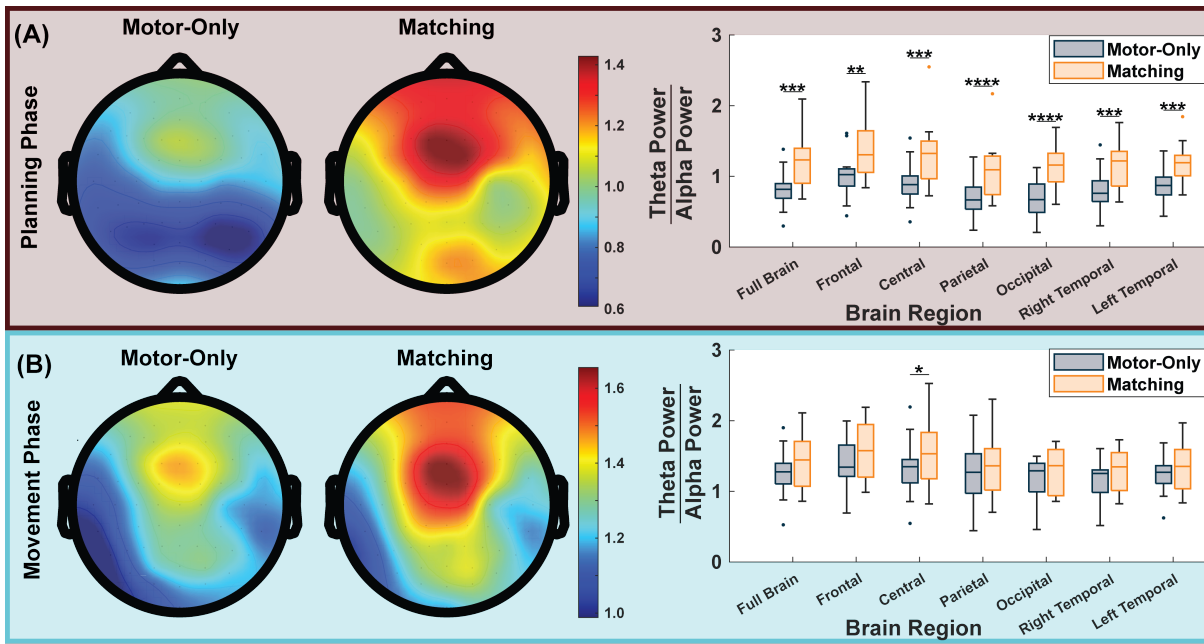 (A)
Motor-Only
Matching
Planning Phase
1.4
1.2
1.0
0.8
0.6
3
2
1
0
Theta Power
Alpha Power
Motor-Only
Matching
***
**
***
****
****
***
***
Full Brain
Frontal
Central
Parietal
Occipital
Right Temporal
Left Temporal
Brain Region
(B)
Motor-Only
Matching
Movement Phase
1.6
1.4
1.2
1.0
3
2
1
0
Theta Power
Alpha Power
Motor-Only
Matching
*
Full Brain
Frontal
Central
Parietal
Occipital
Right Temporal
Left Temporal
Brain Region